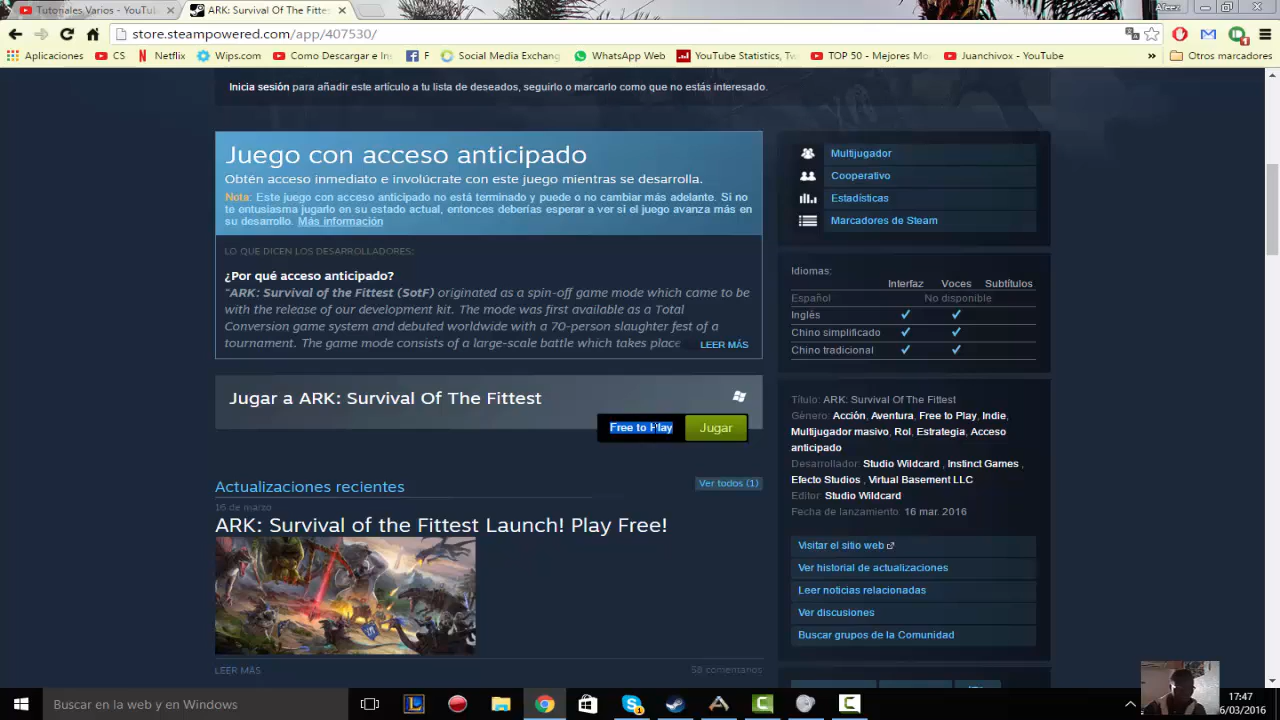 Tutoriales Varios - YouTul
ARK: Survival Of The Fitte
store.steampowered.com/app/407530/
Aplicaciones
CS
Netflix
Wips.com
Como Descargar e In
F
Social Media Exchang
WhatsApp Web
YouTube Statistics, Tw
TOP 50 - Mejores Mo
Juanchivox - YouTube
»
Otros marcadores
Inicia sesión para añadir este artículo a tu lista de deseados, seguirlo o marcarlo como que no estás interesado.
Juego con acceso anticipado
Obtén acceso inmediato e involúcrate con este juego mientras se desarrolla.
Nota: Este juego con acceso anticipado no está terminado y puede o no cambiar más adelante. Si no
te entusiasma jugarlo en su estado actual, entonces deberías esperar a ver si el juego avanza más en
su desarrollo. Más información
LO QUE DICEN LOS DESARROLLADORES:
¿Por qué acceso anticipado?
"ARK: Survival of the Fittest (SotF) originated as a spin-off game mode which came to be
with the release of our development kit. The mode was first available as a Total
Conversion game system and debuted worldwide with a 70-person slaughter fest of a
tournament. The game mode consists of a large-scale battle which takes place
LEER MÁS
Jugar a ARK: Survival Of The Fittest
Free to Play
Jugar
Actualizaciones recientes
Ver todos (1)
16 de marzo
ARK: Survival of the Fittest Launch! Play Free!
LEER MÁS
58 comentarios
Multijugador
Cooperativo
Estadísticas
Marcadores de Steam
Idiomas:
Interfaz Voces Subtítulos
Español No disponible
Inglés ✓ ✓
Chino simplificado ✓ ✓
Chino tradicional ✓ ✓
Título: ARK: Survival Of The Fittest
Género: Acción, Aventura, Free to Play, Indie,
Multijugador masivo, Rol, Estrategia, Acceso
anticipado
Desarrollador: Studio Wildcard , Instinct Games ,
Efecto Studios , Virtual Basement LLC
Editor: Studio Wildcard
Fecha de lanzamiento: 16 mar. 2016
Visitar el sitio web
Ver historial de actualizaciones
Leer noticias relacionadas
Ver discusiones
Buscar grupos de la Comunidad
Buscar en la web y en Windows
17:47
6/03/2016